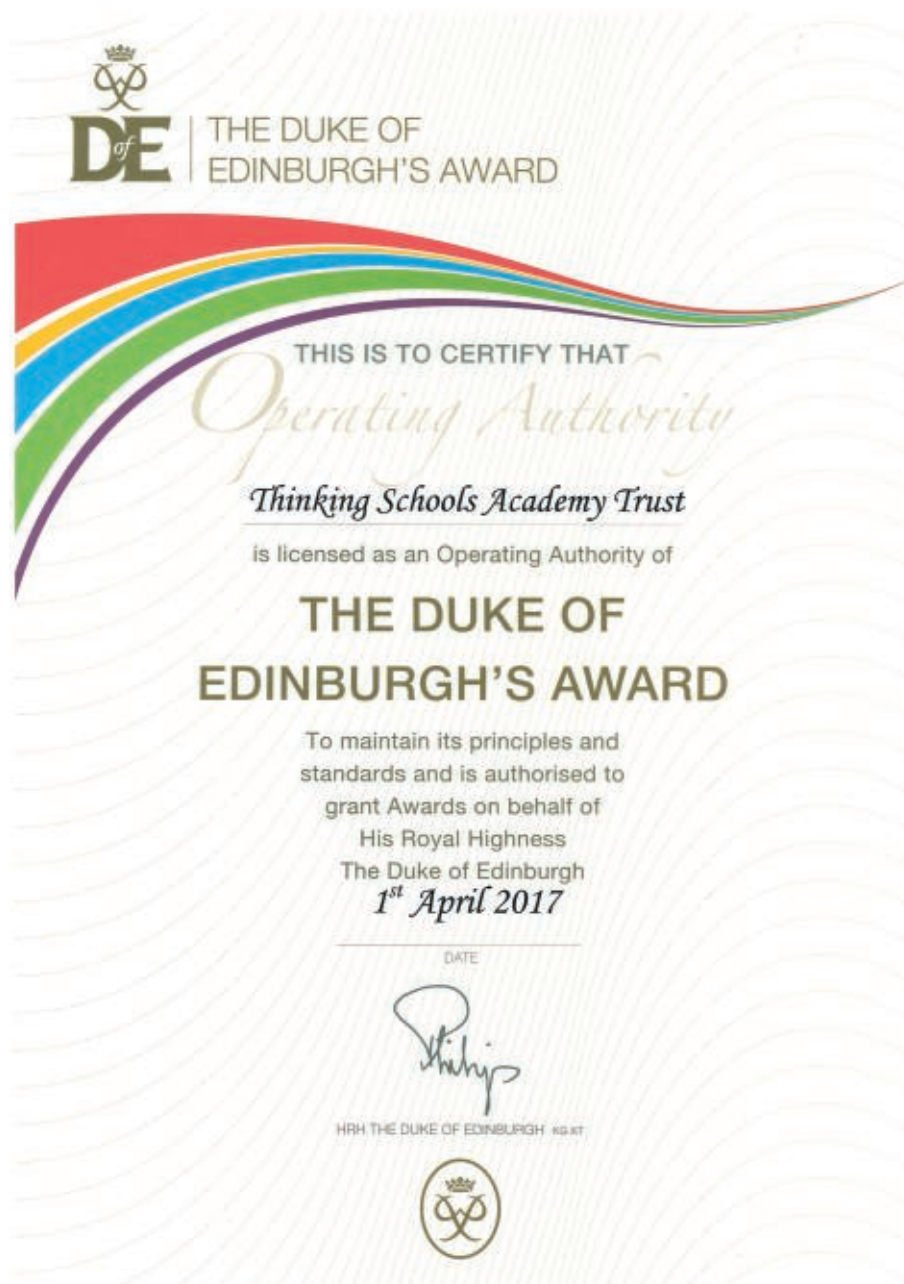 DofE
THE DUKE OF
EDINBURGH'S AWARD
THIS IS TO CERTIFY THAT
Operating Authority
Thinking Schools Academy Trust
is licensed as an Operating Authority of
THE DUKE OF
EDINBURGH'S AWARD
To maintain its principles and
standards and is authorised to
grant Awards on behalf of
His Royal Highness
The Duke of Edinburgh
1st April 2017
DATE
Philip
HRH THE DUKE OF EDINBURGH KG KT